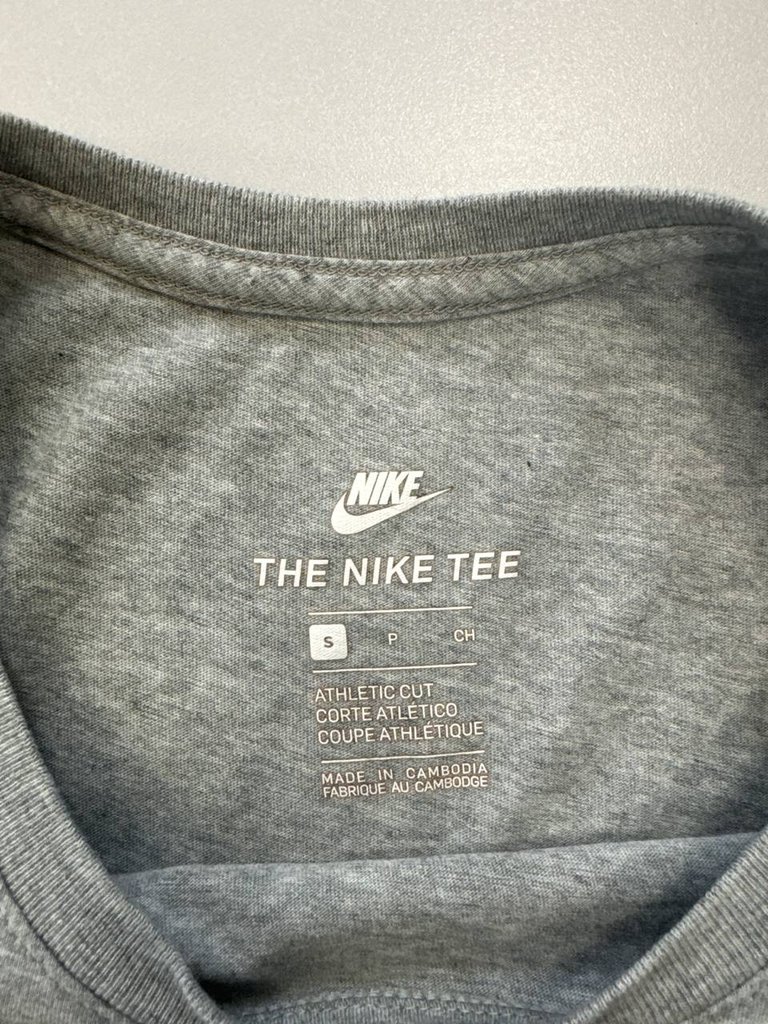 NIKE
THE NIKE TEE
S P CH
ATHLETIC CUT
CORTE ATLÉTICO
COUPE ATHLÉTIQUE
MADE IN CAMBODIA
FABRIQUE AU CAMBODGE